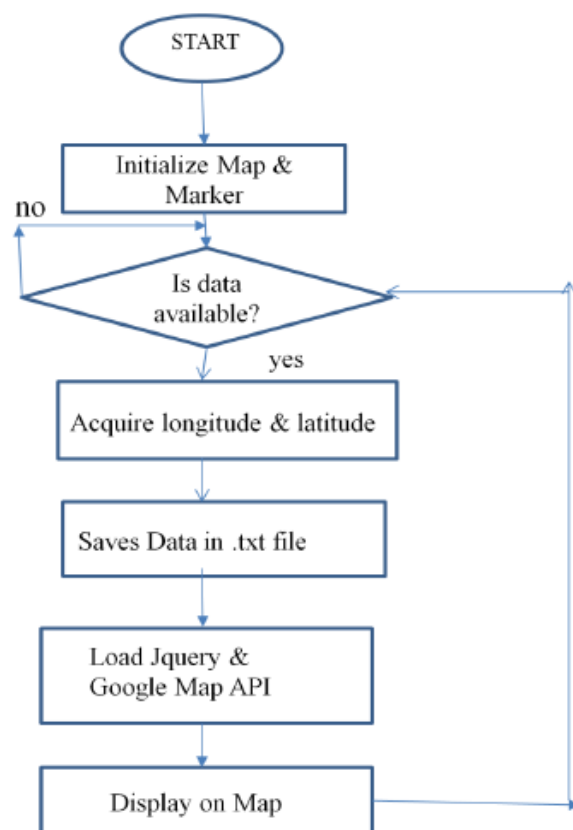 START
Initialize Map &
Marker
no
Is data
available?
yes
Acquire longitude & latitude
Saves Data in .txt file
Load Jquery &
Google Map API
Display on Map